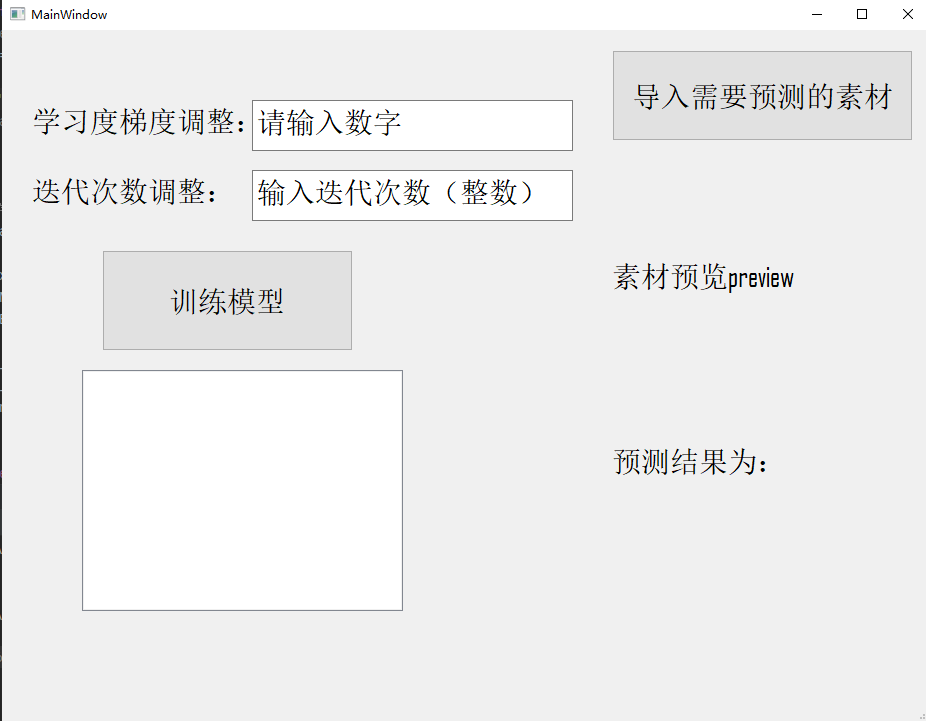 MainWindow
导入需要预测的素材
学习度梯度调整：
请输入数字
迭代次数调整：
输入迭代次数（整数）
训练模型
素材预览preview
预测结果为：